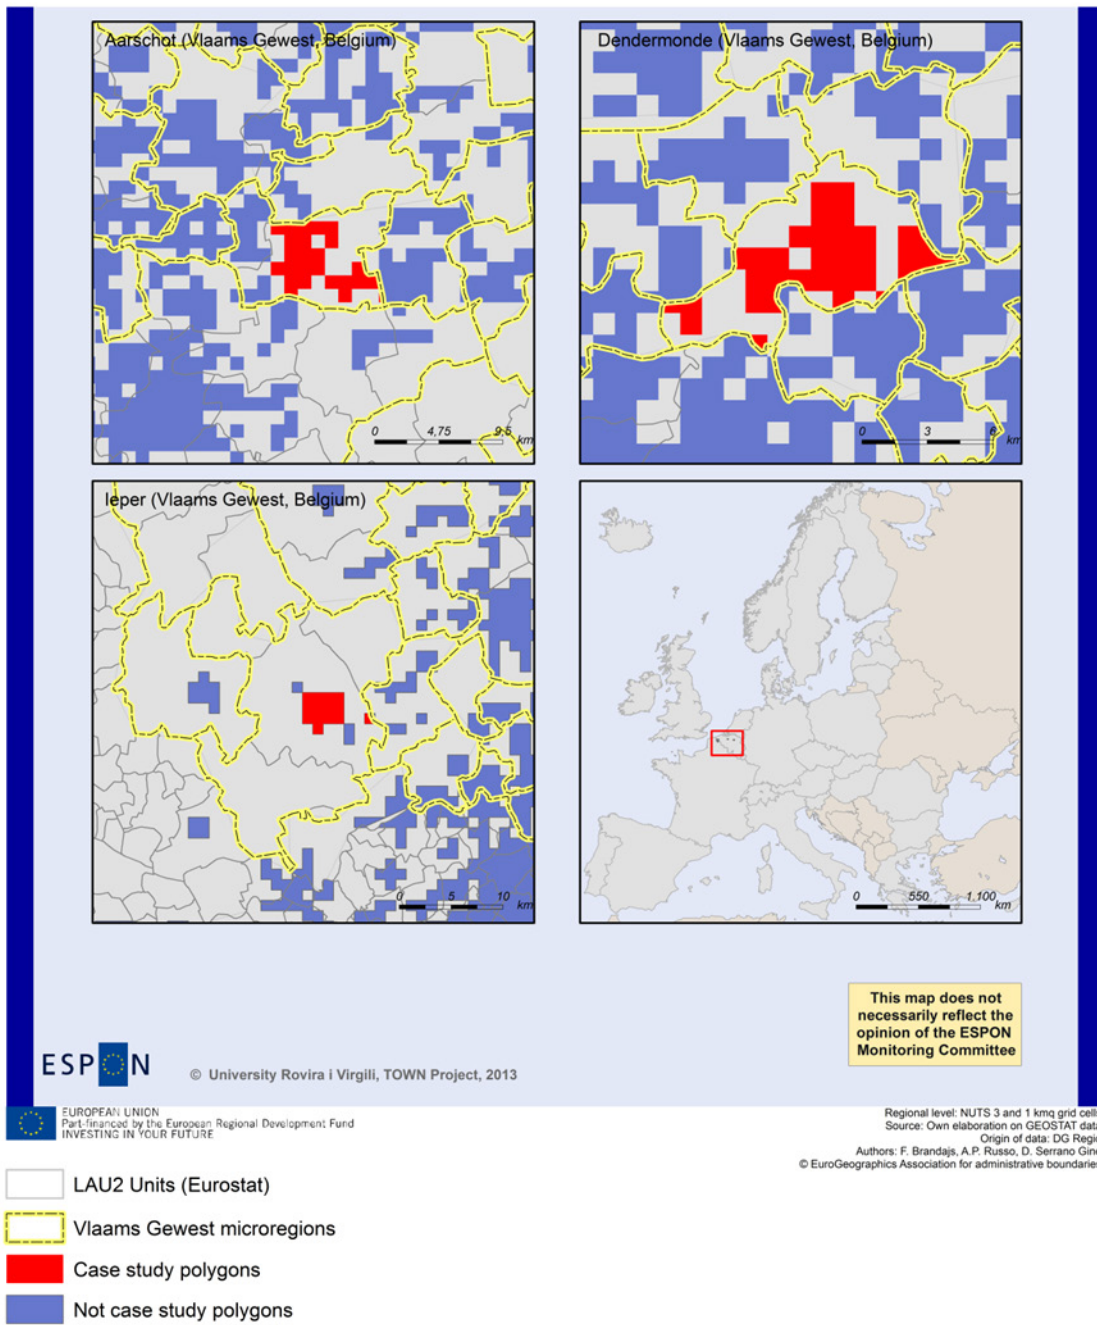 Aarschot (Vlaams Gewest, Belgium)
0 4,75 9,5 km
Dendermonde (Vlaams Gewest, Belgium)
0 3 6 km
Ieper (Vlaams Gewest, Belgium)
0 5 10 km
0 550 1.100 km
This map does not
necessarily reflect the
opinion of the ESPON
Monitoring Committee
ESPON
© University Rovira i Virgili, TOWN Project, 2013
EUROPEAN UNION
Part-financed by the European Regional Development Fund
INVESTING IN YOUR FUTURE
Regional level: NUTS 3 and 1 kmq grid cells
Source: Own elaboration on GEOSTAT data
Origin of data: DG Regio
Authors: F. Brandajs, A.P. Russo, D. Serrano Giné
© EuroGeographics Association for administrative boundaries
LAU2 Units (Eurostat)
Vlaams Gewest microregions
Case study polygons
Not case study polygons